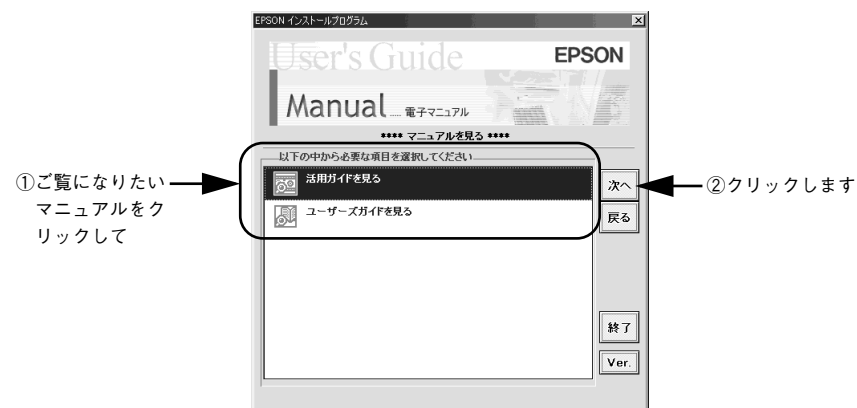 EPSON インストールプログラム
User's Guide
EPSON
Manual ..... 電子マニュアル
**** マニュアルを見る ****
以下の中から必要な項目を選択してください
活用ガイドを見る
ユーザーズガイドを見る
次へ
戻る
終了
Ver.
①ご覧になりたい
マニュアルをク
リックして
②クリックします